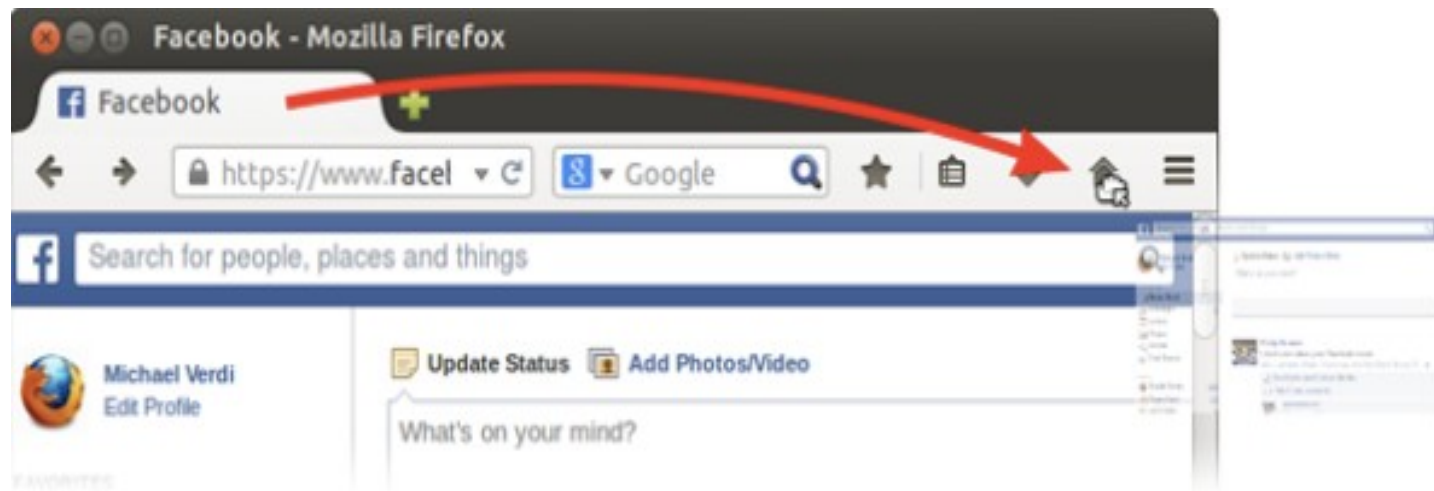 Facebook - Mozilla Firefox
Facebook
https://www.facel
Google
Search for people, places and things
Michael Verdi
Edit Profile
Update Status Add Photos/Video
What's on your mind?
FAVORITES